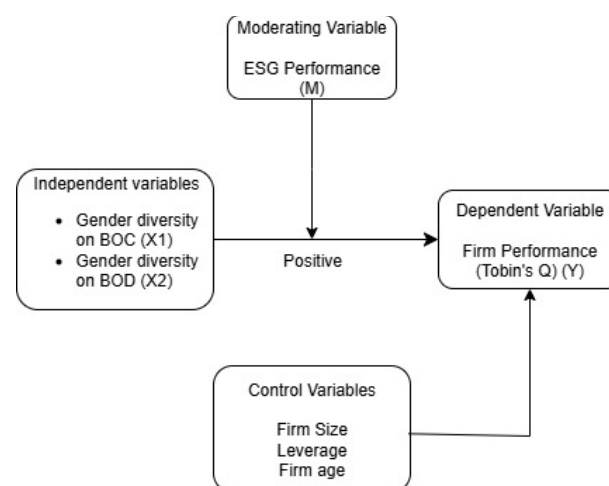 Moderating Variable
ESG Performance
(M)
Independent variables
• Gender diversity
on BOC (X1)
• Gender diversity
on BOD (X2)
Positive
Dependent Variable
Firm Performance
(Tobin's Q) (Y)
Control Variables
Firm Size
Leverage
Firm age